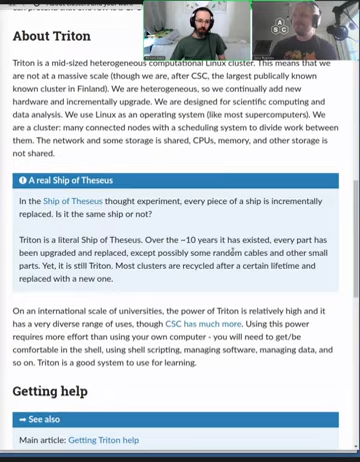 About Triton
Triton is a mid-sized heterogeneous computational Linux cluster. This means that we
are not at a massive scale (though we are, after CSC, the largest publically known
known cluster in Finland). We are heterogeneous, so we continually add new
hardware and incrementally upgrade. We are designed for scientific computing and
data analysis. We use Linux as an operating system (like most supercomputers). We
are a cluster: many connected nodes with a scheduling system to divide work between
them. The network and some storage is shared, CPUs, memory, and other storage is
not shared.
A real Ship of Theseus
In the Ship of Theseus thought experiment, every piece of a ship is incrementally
replaced. Is it the same ship or not?
Triton is a literal Ship of Theseus. Over the ~10 years it has existed, every part has
been upgraded and replaced, except possibly some random cables and other small
parts. Yet, it is still Triton. Most clusters are recycled after a certain lifetime and
replaced with a new one.
On an international scale of universities, the power of Triton is relatively high and it
has a very diverse range of uses, though CSC has much more. Using this power
requires more effort than using your own computer - you will need to get/be
comfortable in the shell, using shell scripting, managing software, managing data, and
so on. Triton is a good system to use for learning.
Getting help
➡ See also
Main article: Getting Triton help